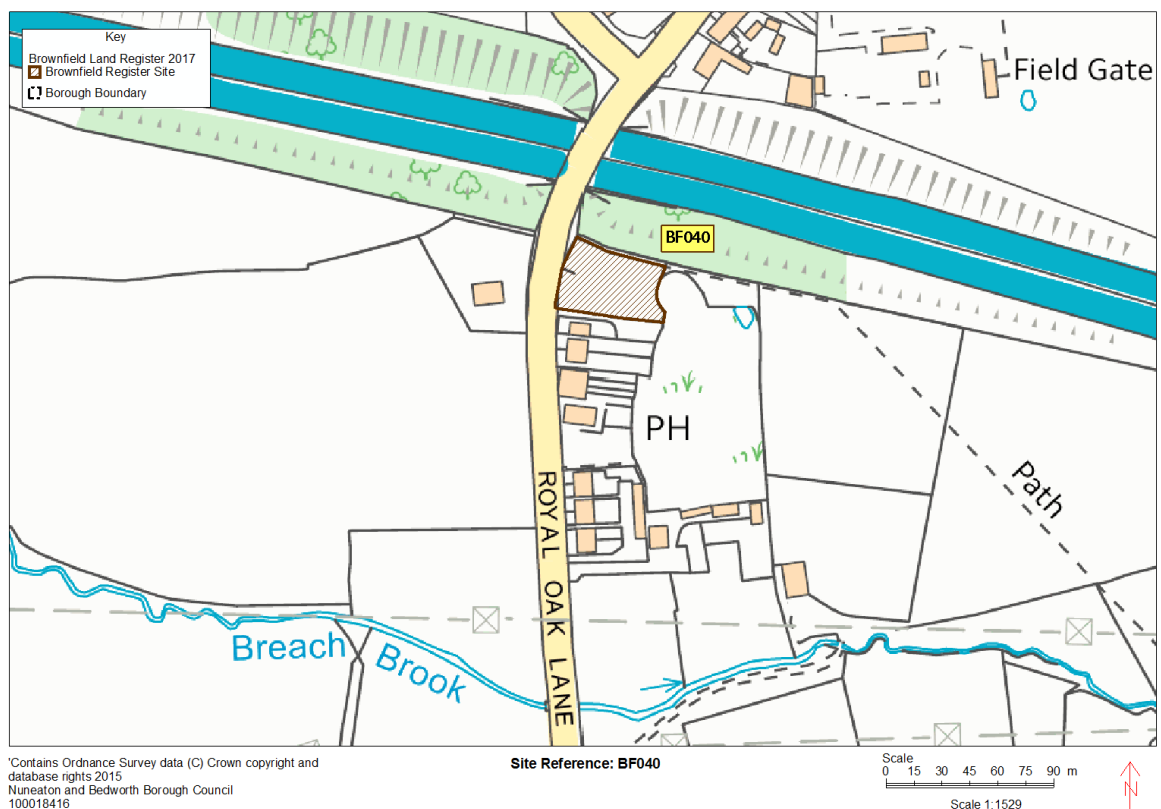 Key
Brownfield Land Register 2017
Brownfield Register Site
Borough Boundary
Field Gate
BF040
PH
Path
ROYAL OAK LANE
Breach
Brook
'Contains Ordnance Survey data (C) Crown copyright and
database rights 2015
Nuneaton and Bedworth Borough Council
100018416
Site Reference: BF040
Scale
0 15 30 45 60 75 90 m
Scale 1:1529
N